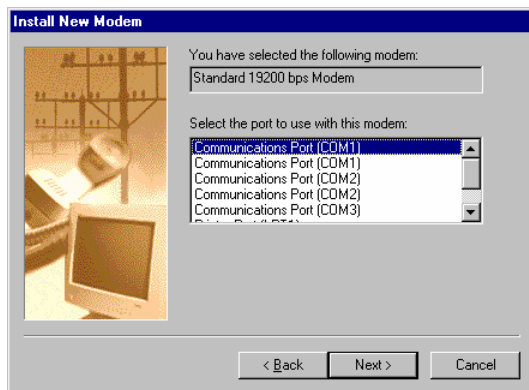 Install New Modem
You have selected the following modem:
Standard 19200 bps Modem
Select the port to use with this modem:
Communications Port (COM1)
Communications Port (COM1)
Communications Port (COM2)
Communications Port (COM2)
Communications Port (COM3)
< Back
Next >
Cancel